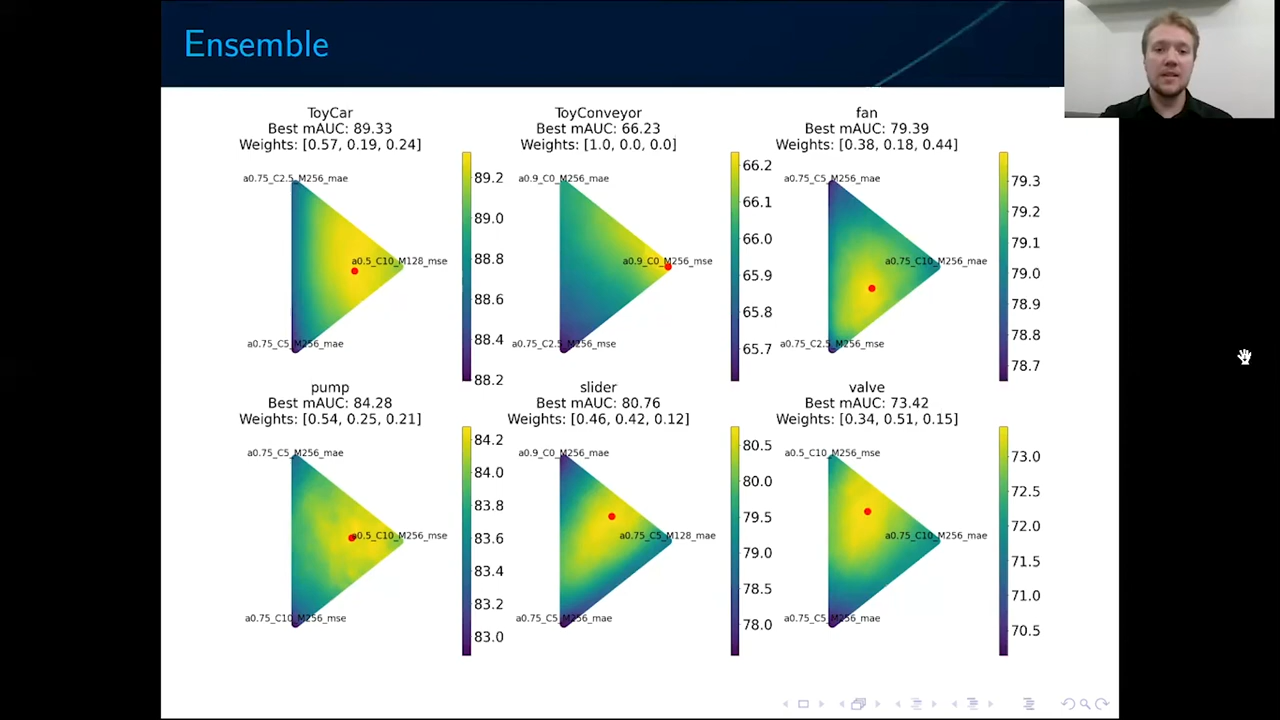 Ensemble
ToyCar
Best mAUC: 89.33
Weights: [0.57, 0.19, 0.24]
a0.75_C2.5_M256_mae
a0.5_C10_M128_mse
a0.75_C5_M256_mae
89.2
89.0
88.8
88.6
88.4
88.2
ToyConveyor
Best mAUC: 66.23
Weights: [1.0, 0.0, 0.0]
a0.9_C0_M256_mae
a0.9_C0_M256_mse
a0.75_C2.5_M256_mse
66.2
66.1
66.0
65.9
65.8
65.7
fan
Best mAUC: 79.39
Weights: [0.38, 0.18, 0.44]
a0.75_C5_M256_mae
a0.75_C10_M256_mae
a0.75_C2.5_M256_mse
79.3
79.2
79.1
79.0
78.9
78.8
78.7
pump
Best mAUC: 84.28
Weights: [0.54, 0.25, 0.21]
a0.75_C5_M256_mae
a0.5_C10_M256_mse
a0.75_C10_M256_mse
84.2
84.0
83.8
83.6
83.4
83.2
83.0
slider
Best mAUC: 80.76
Weights: [0.46, 0.42, 0.12]
a0.9_C0_M256_mae
a0.75_C5_M128_mae
a0.75_C5_M256_mae
80.5
80.0
79.5
79.0
78.5
78.0
valve
Best mAUC: 73.42
Weights: [0.34, 0.51, 0.15]
a0.5_C10_M256_mse
a0.75_C10_M256_mae
a0.75_C5_M256_mae
73.0
72.5
72.0
71.5
71.0
70.5